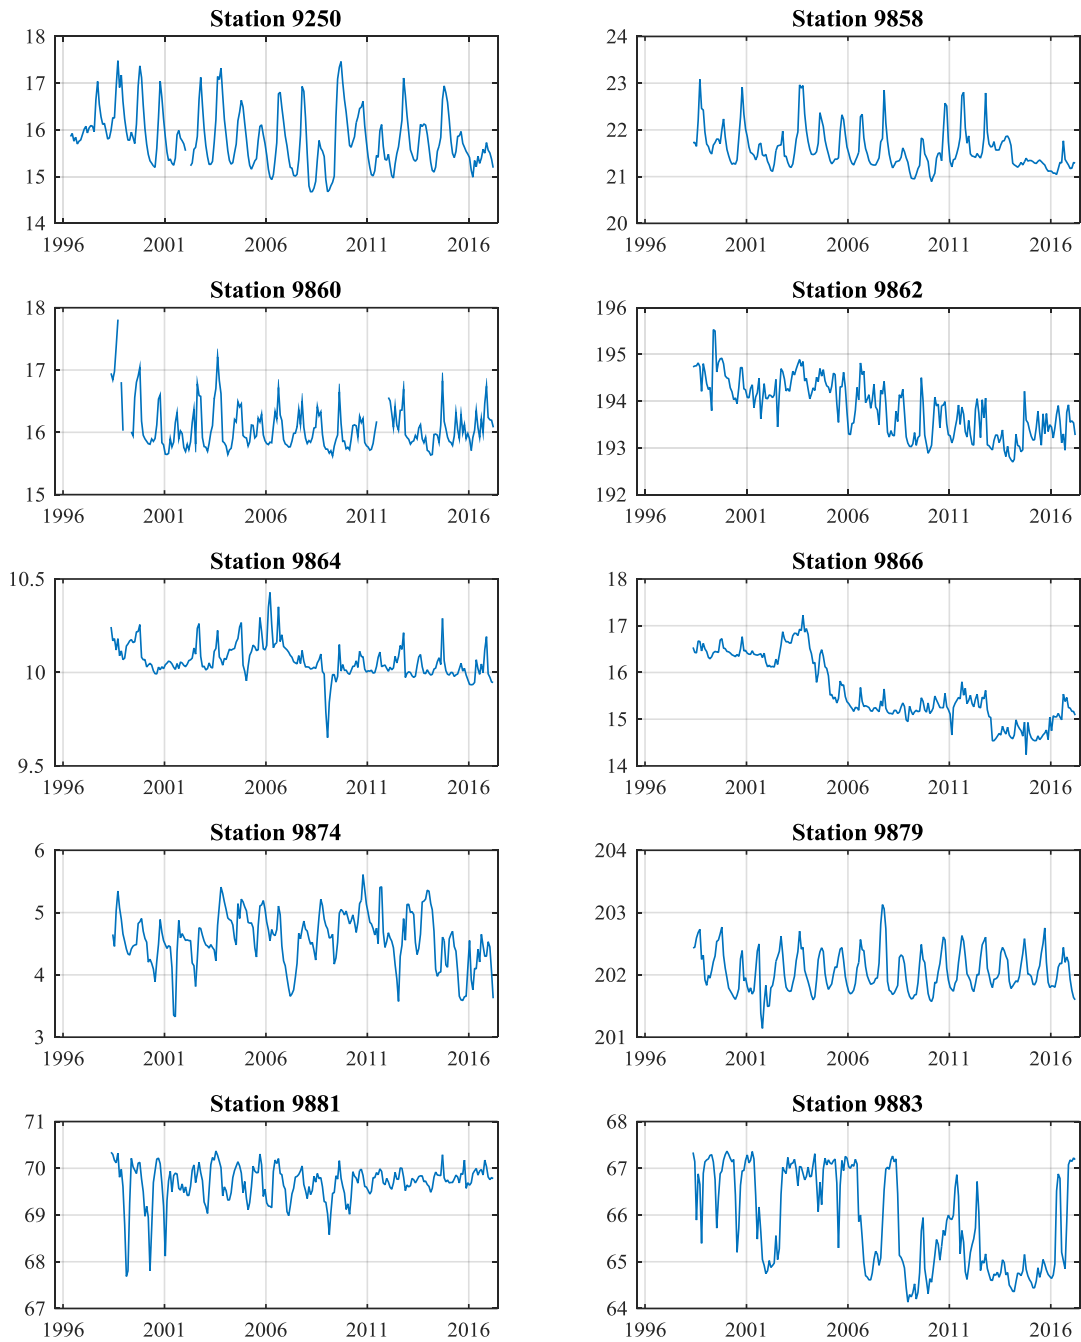 Station 9250
18
17
16
15
14
1996 2001 2006 2011 2016
Station 9858
24
23
22
21
20
1996 2001 2006 2011 2016
Station 9860
18
17
16
15
1996 2001 2006 2011 2016
Station 9862
196
195
194
193
192
1996 2001 2006 2011 2016
Station 9864
10.5
10
9.5
1996 2001 2006 2011 2016
Station 9866
18
17
16
15
14
1996 2001 2006 2011 2016
Station 9874
6
5
4
3
1996 2001 2006 2011 2016
Station 9879
204
203
202
201
1996 2001 2006 2011 2016
Station 9881
71
70
69
68
67
1996 2001 2006 2011 2016
Station 9883
68
67
66
65
64
1996 2001 2006 2011 2016